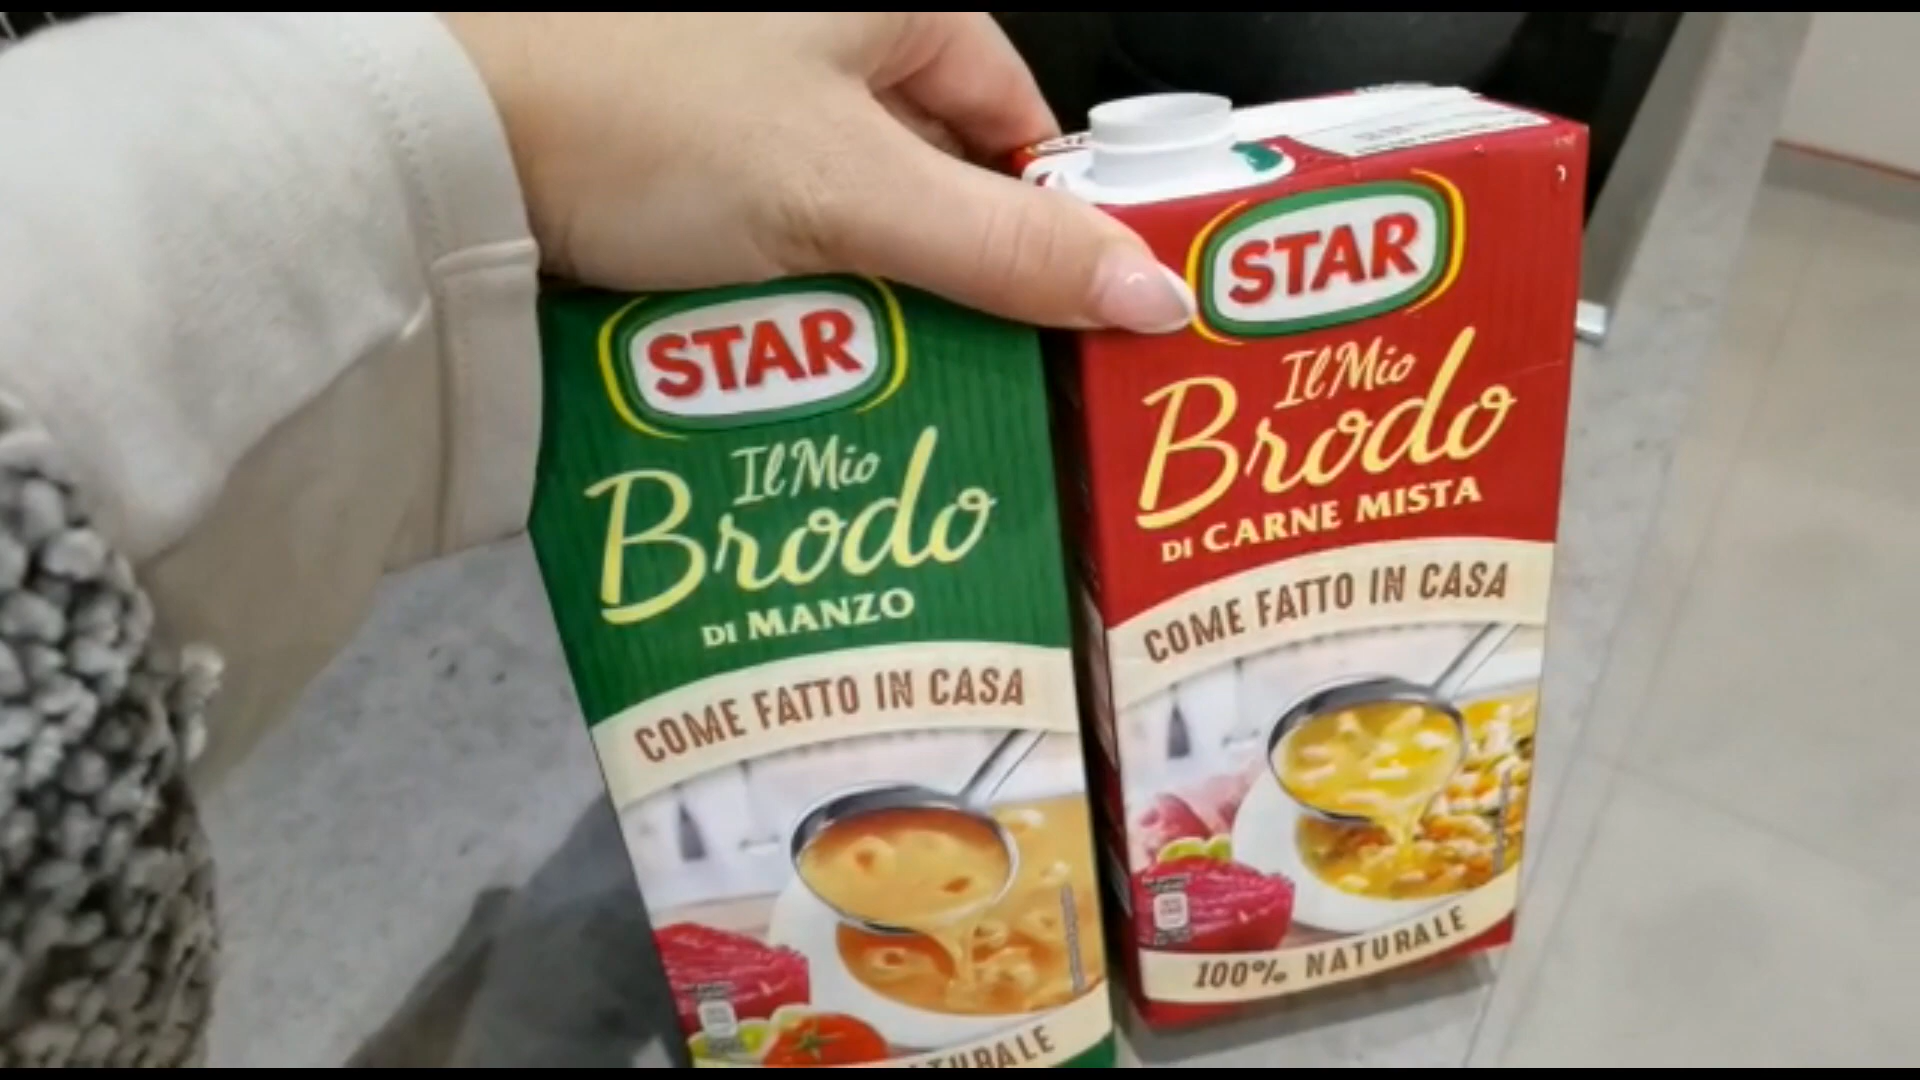 STAR
Il Mio
Brodo
DI MANZO
COME FATTO IN CASA
STAR
Il Mio
Brodo
DI CARNE MISTA
COME FATTO IN CASA
100% NATURALE